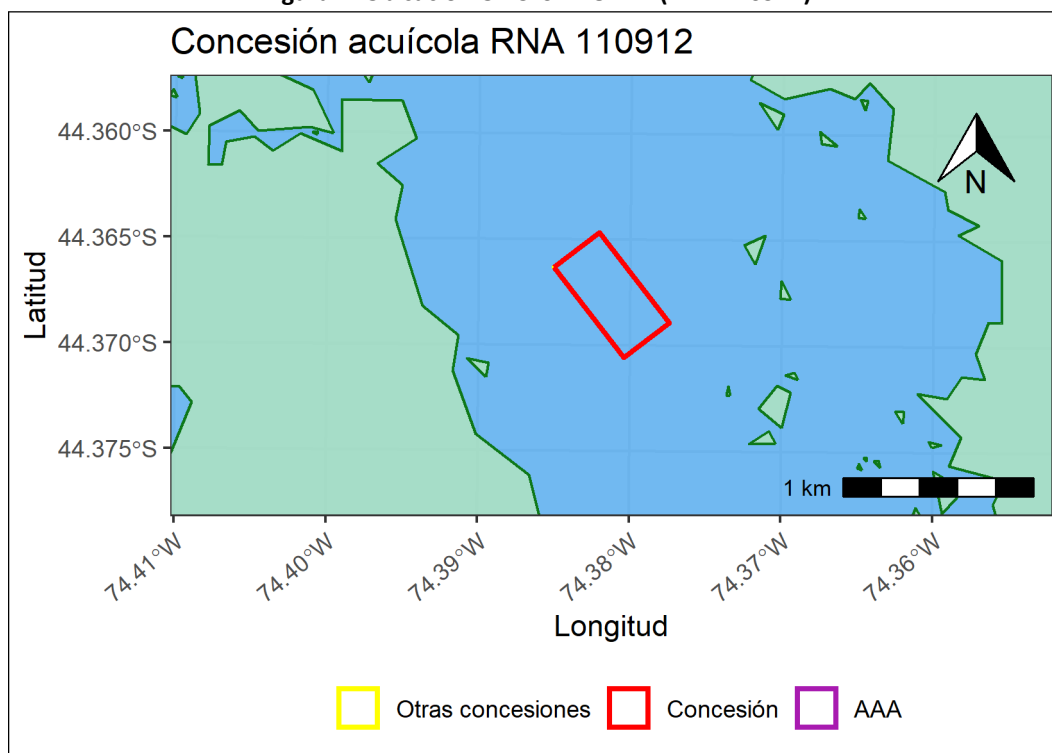 Concesión acuícola RNA 110912
44.360°S
44.365°S
44.370°S
44.375°S
Latitud
N
1 km
74.41°W
74.40°W
74.39°W
74.38°W
74.37°W
74.36°W
Longitud
Otras concesiones
Concesión
AAA